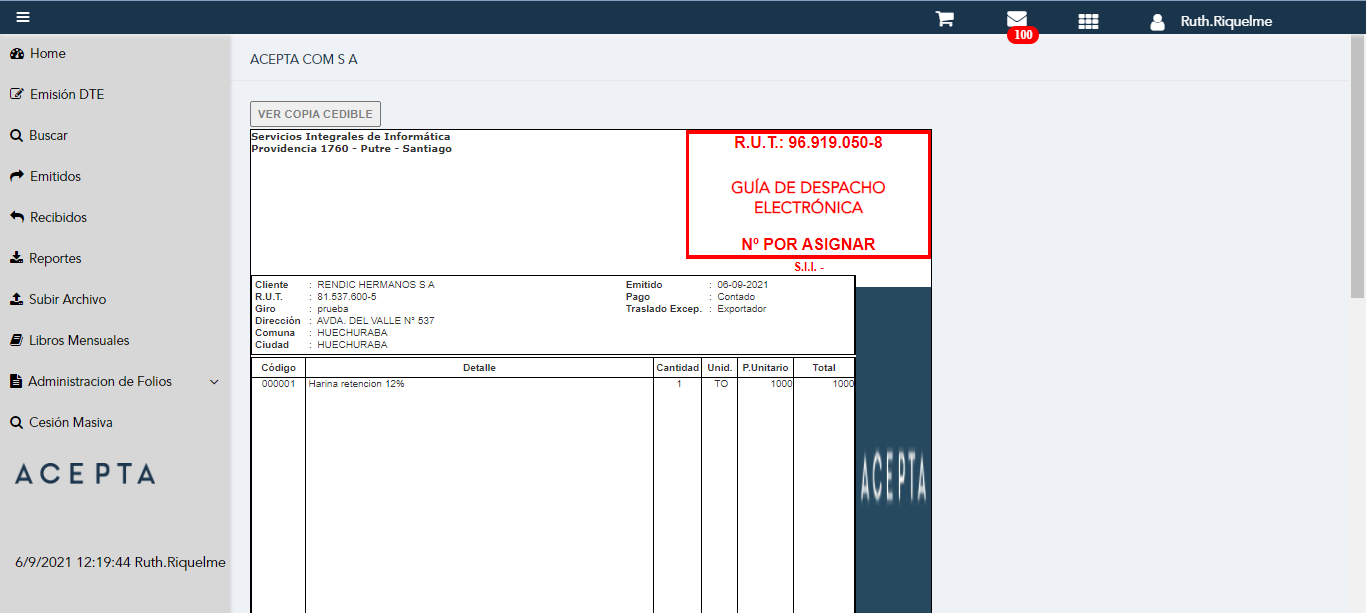 Ruth.Riquelme
100
Home
Emisión DTE
Buscar
Emitidos
Recibidos
Reportes
Subir Archivo
Libros Mensuales
Administracion de Folios
Cesión Masiva
ACEPTA
6/9/2021 12:19:44 Ruth.Riquelme
ACEPTA COM S A
VER COPIA CEDIBLE
Servicios Integrales de Informática
Providencia 1760 - Putre - Santiago
R.U.T.: 96.919.050-8
GUÍA DE DESPACHO
ELECTRÓNICA
Nº POR ASIGNAR
S.I.I. -
Cliente : RENDIC HERMANOS S A
R.U.T. : 81.537.600-5
Giro : prueba
Dirección : AVDA. DEL VALLE N° 537
Comuna : HUECHURABA
Ciudad : HUECHURABA
Emitido : 06-09-2021
Pago : Contado
Traslado Excep. : Exportador
Código Detalle Cantidad Unid. P.Unitario Total
000001 Harina retencion 12% 1 TO 1000 1000
ACEPTA